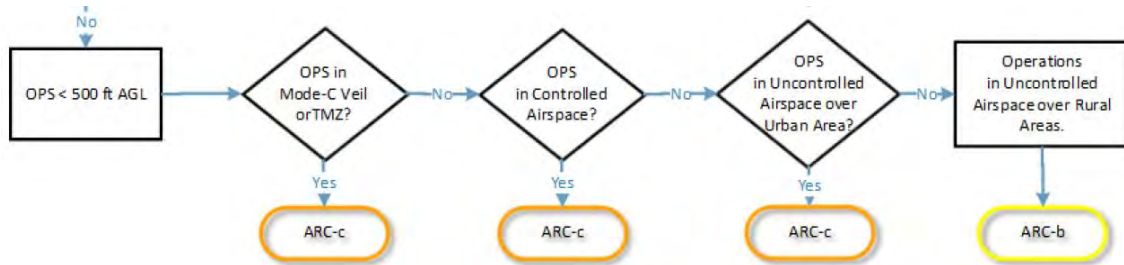 No
OPS < 500 ft AGL
OPS in
Mode-C Veil
orTMZ?
No
OPS
in Controlled
Airspace?
No
OPS
in Uncontrolled
Airspace over
Urban Area?
No
Operations
in Uncontrolled
Airspace over Rural
Areas.
Yes
Yes
Yes
ARC-c
ARC-c
ARC-c
ARC-b